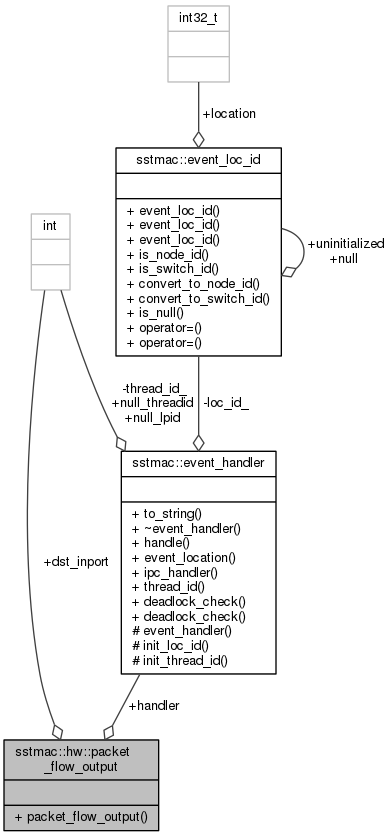 int32_t
+location
sstmac::event_loc_id
+ event_loc_id()
+ event_loc_id()
+ event_loc_id()
+ is_node_id()
+ is_switch_id()
+ convert_to_node_id()
+ convert_to_switch_id()
+ is_null()
+ operator=()
+ operator=()
+uninitialized
+null
int
-thread_id_
+null_threadid
+null_lpid
-loc_id_
sstmac::event_handler
+ to_string()
+ ~event_handler()
+ handle()
+ event_location()
+ ipc_handler()
+ thread_id()
+ deadlock_check()
+ deadlock_check()
# event_handler()
# init_loc_id()
# init_thread_id()
+dst_inport
+handler
sstmac::hw::packet
_flow_output
+ packet_flow_output()